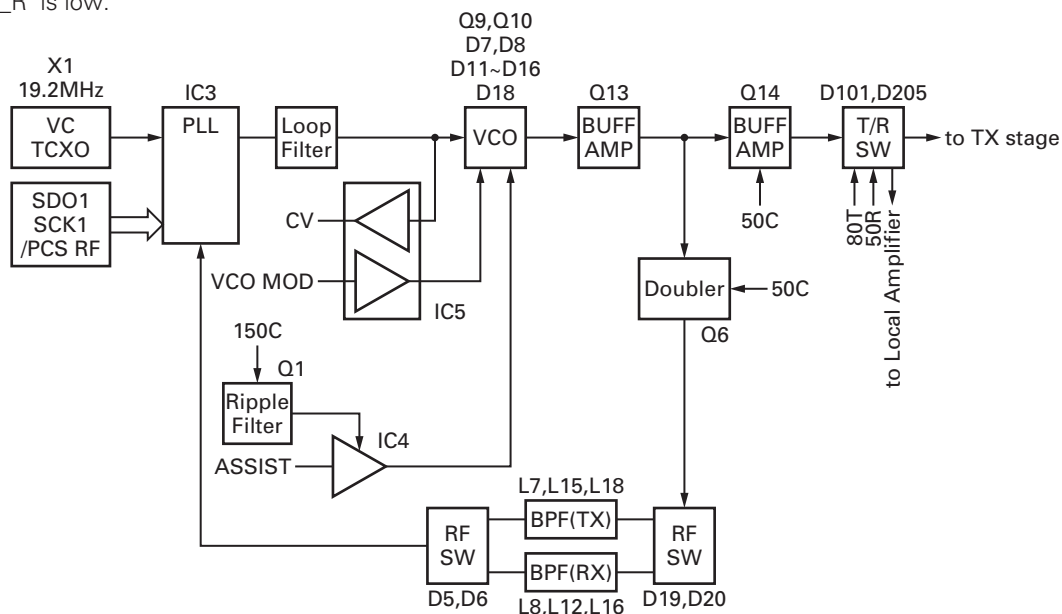 _R" is low.
Q9,Q10
D7,D8
D11~D16
D18
X1
19.2MHz
IC3
Q13
Q14
D101,D205
VC
TCXO
PLL
Loop
Filter
VCO
BUFF
AMP
BUFF
AMP
T/R
SW
to TX stage
SDO1
SCK1
/PCS RF
CV
VCO MOD
IC5
50C
80T
50R
to Local Amplifier
Doubler
50C
Q6
150C
Q1
Ripple
Filter
IC4
ASSIST
L7,L15,L18
BPF(TX)
RF
SW
RF
SW
BPF(RX)
D5,D6
L8,L12,L16
D19,D20